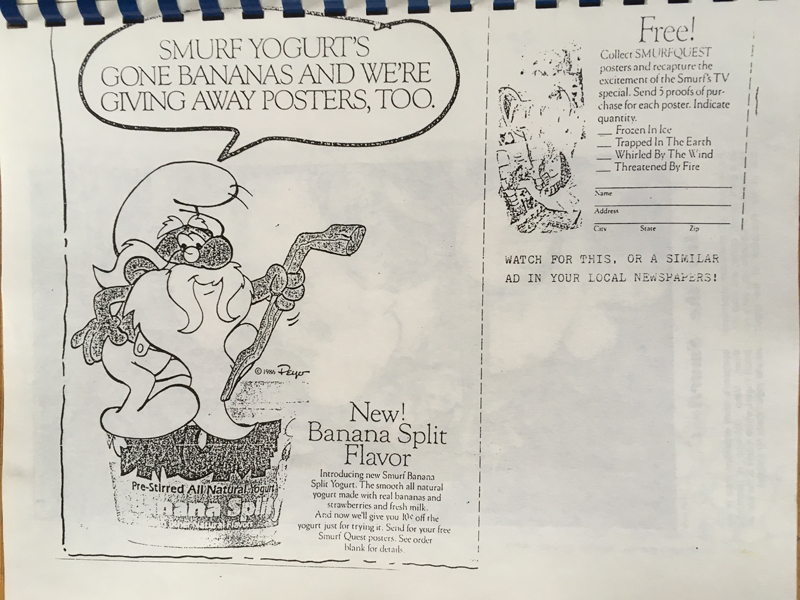 SMURF YOGURT'S
GONE BANANAS AND WE'RE
GIVING AWAY POSTERS, TOO.
© 1986 Peyo
New!
Banana Split
Flavor
Introducing new Smurf Banana
Split Yogurt. The smooth all natural
yogurt made with real bananas and
strawberries and fresh milk.
And now we'll give you 10¢ off the
yogurt just for trying it. Send for your free
Smurf Quest posters. See order
blank for details.
Pre-Stirred All Natural Yogurt
Banana Split
Natural Flavor
Free!
Collect SMURFQUEST
posters and recapture the
excitement of the Smurf's TV
special. Send 5 proofs of pur-
chase for each poster. Indicate
quantity.
Frozen In Ice
Trapped In The Earth
Whirled By The Wind
Threatened By Fire
Name
Address
City State Zip
WATCH FOR THIS, OR A SIMILAR
AD IN YOUR LOCAL NEWSPAPERS!